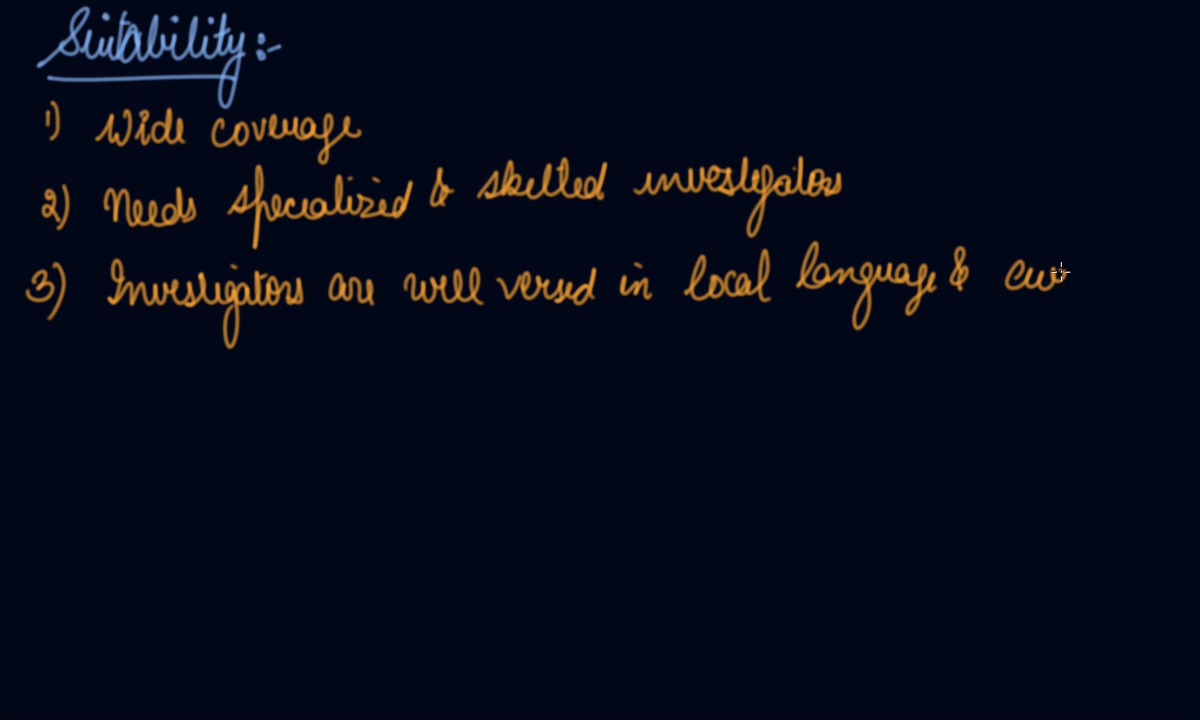 Suitability:-
1) Wide coverage
2) Needs specialized & skilled investigators
3) Investigators are well versed in local language &